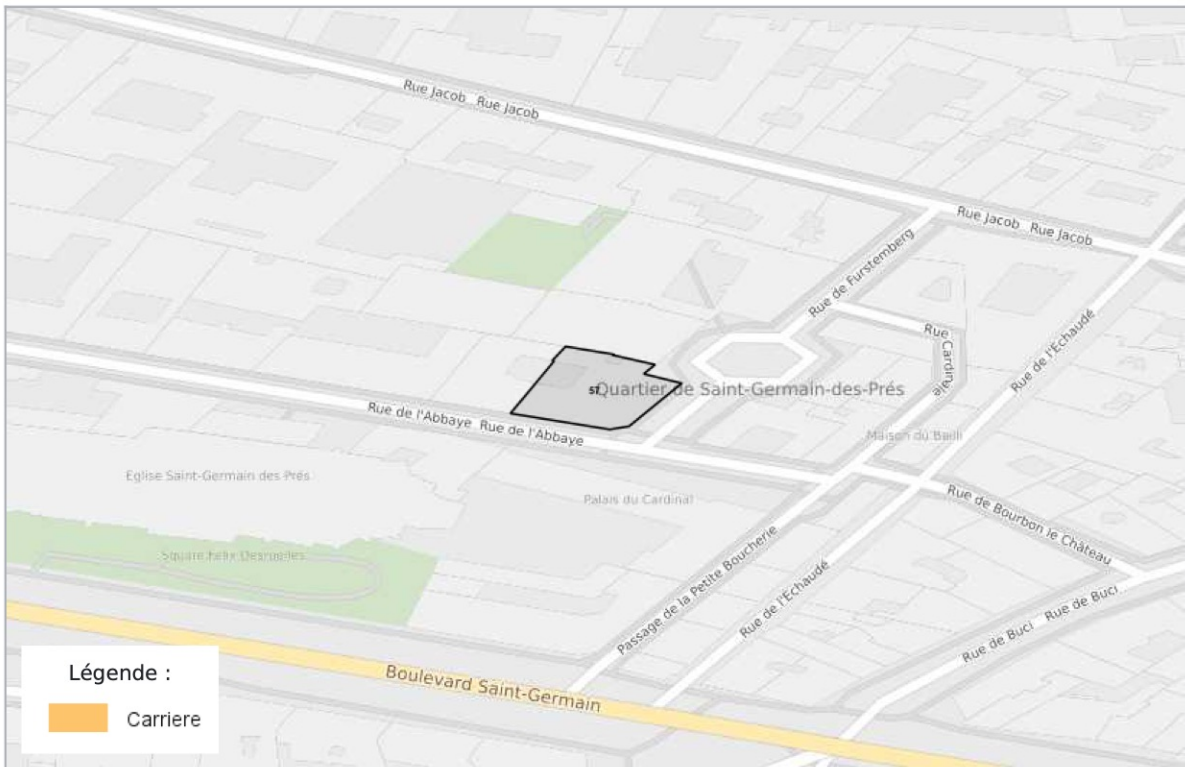 Rue Jacob Rue Jacob
Rue Jacob Rue Jacob
Rue de Furstemberg
Rue Cardinale
Rue de l'Échaudé
57
Quartier de Saint-Germain-des-Prés
Rue de l'Abbaye Rue de l'Abbaye
Maison du Bailli
Eglise Saint-Germain des Prés
Palais du Cardinal
Rue de Bourbon le Château
Square Félix Desruelles
Passage de la Petite Boucherie
Rue de l'Échaudé
Rue de Buci Rue de Buci
Boulevard Saint-Germain
Légende :
Carriere